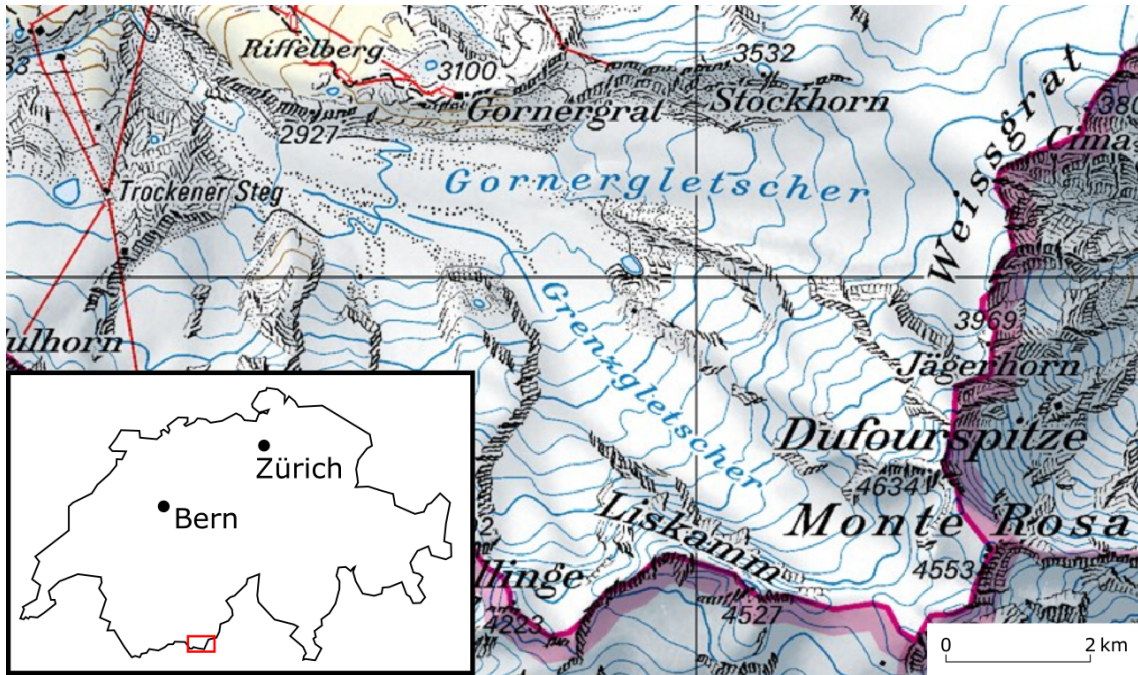 Riffelberg
3532
3100
Stockhorn
Gornergrat
2927
Weissgrat
Trockener Steg
Gornergletscher
3969
Grenzgletscher
Jägerhorn
Dufourspitze
4634
Liskamm
Monte Rosa
4553
4223
4527
Zürich
Bern
0 2 km